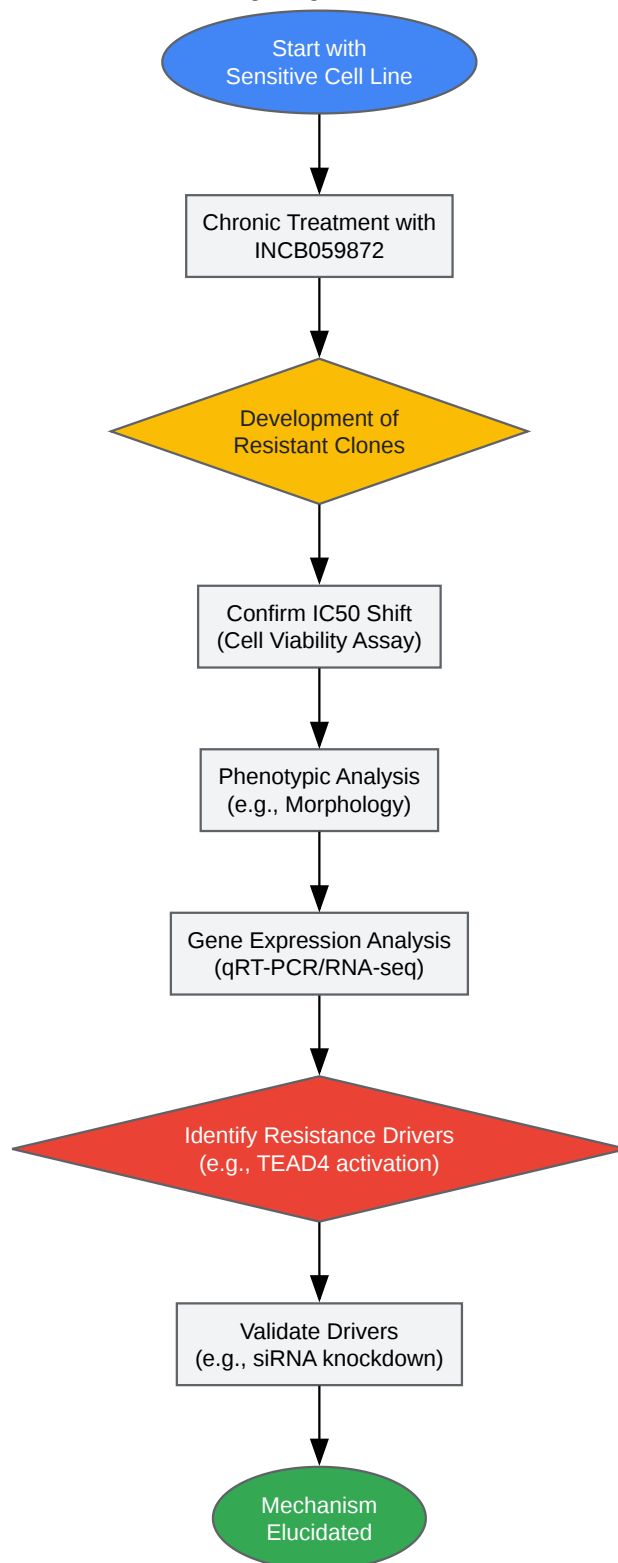 Start with
Sensitive Cell Line
Chronic Treatment with
INCB059872
Development of
Resistant Clones
Confirm IC50 Shift
(Cell Viability Assay)
Phenotypic Analysis
(e.g., Morphology)
Gene Expression Analysis
(qRT-PCR/RNA-seq)
Identify Resistance Drivers
(e.g., TEAD4 activation)
Validate Drivers
(e.g., siRNA knockdown)
Mechanism
Elucidated